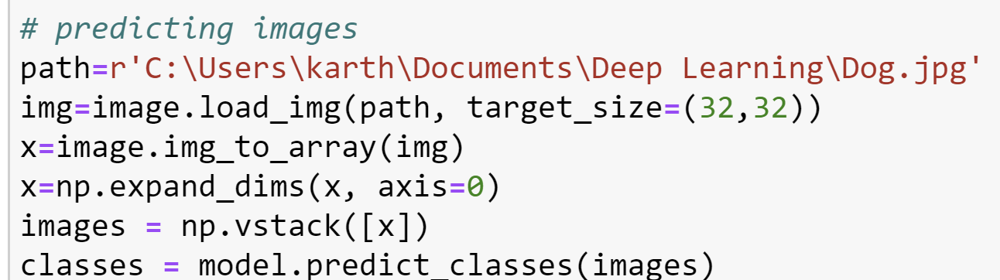 # predicting images
path=r'C:\Users\karth\Documents\Deep Learning\Dog.jpg'
img=image.load_img(path, target_size=(32,32))
x=image.img_to_array(img)
x=np.expand_dims(x, axis=0)
images = np.vstack([x])
classes = model.predict_classes(images)